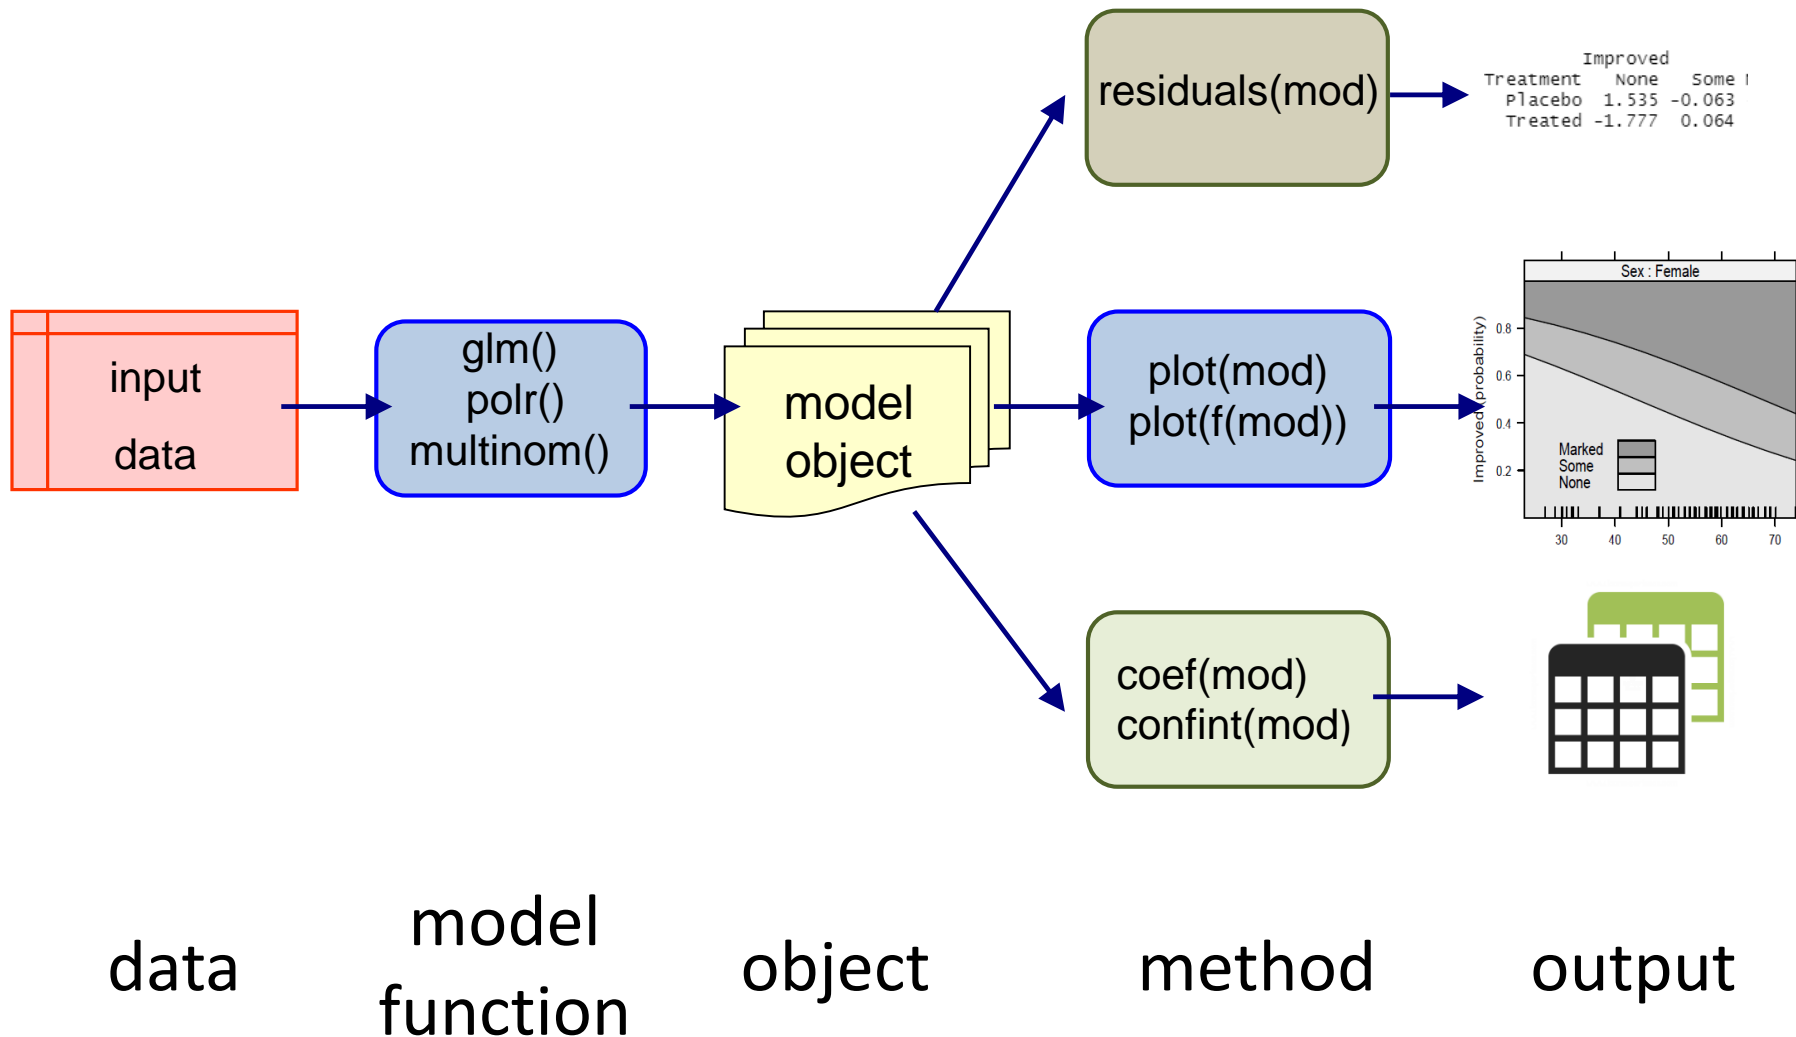 residuals(mod)
Improved
Treatment None Some
Placebo 1.535 -0.063
Treated -1.777 0.064
input
data
glm()
polr()
multinom()
model
object
plot(mod)
plot(f(mod))
Sex : Female
Improved (probability)
0.8
0.6
0.4
0.2
Marked
Some
None
30 40 50 60 70
coef(mod)
confint(mod)
data
model
function
object
method
output